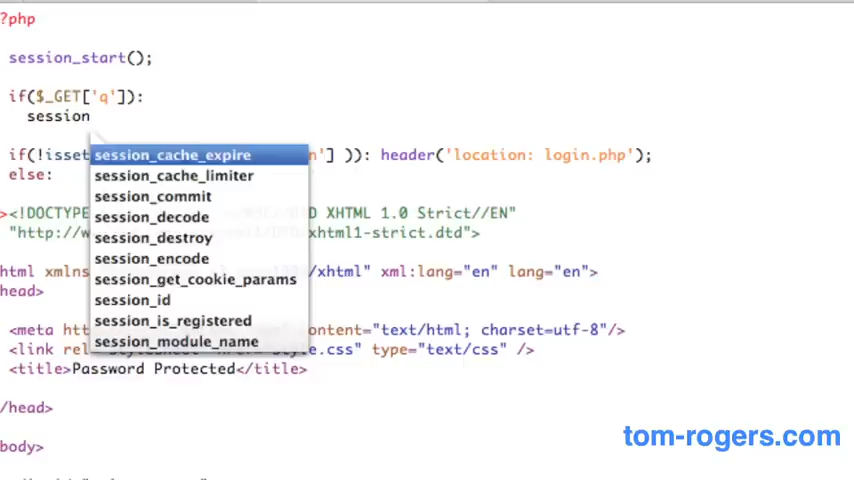 ?php
session_start();
if($_GET['q']):
session
if(!isset n'] )): header('location: login.php');
else:
session_cache_expire
session_cache_limiter
session_commit
session_decode
session_destroy
session_encode
session_get_cookie_params
session_id
session_is_registered
session_module_name
><!DOCTYPE XHTML 1.0 Strict//EN"
"http://w xhtml1-strict.dtd">
html xmlns /xhtml" xml:lang="en" lang="en">
head>
<meta htt content="text/html; charset=utf-8"/>
<link rel style.css" type="text/css" />
<title>Password Protected</title>
/head>
body>
tom-rogers.com